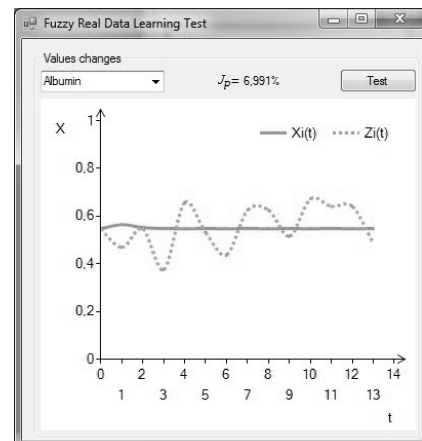 Fuzzy Real Data Learning Test
Values changes
Albumin
Jp= 6,991%
Test
X
1
Xi(t)
Zi(t)
0,8
0,6
0,4
0,2
0
0 2 4 6 8 10 12 14
1 3 5 7 9 11 13
t